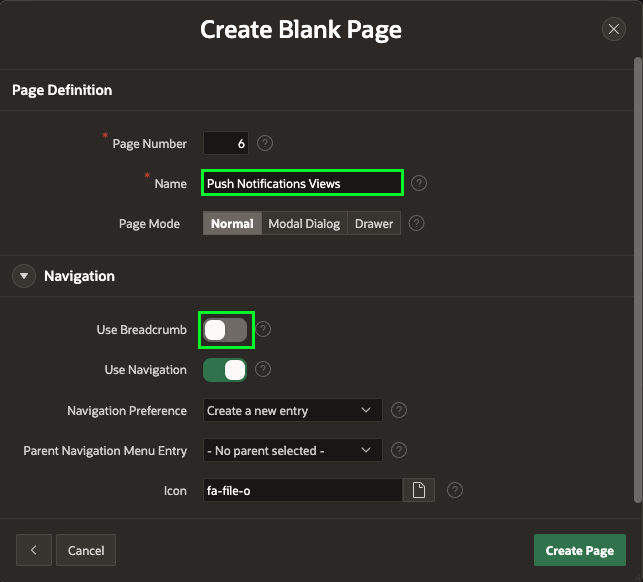 Create Blank Page
Page Definition
* Page Number 6 ?
* Name Push Notifications Views ?
Page Mode Normal Modal Dialog Drawer ?
Navigation
Use Breadcrumb ?
Use Navigation ?
Navigation Preference Create a new entry ?
Parent Navigation Menu Entry - No parent selected - ?
Icon fa-file-o ?
Cancel Create Page